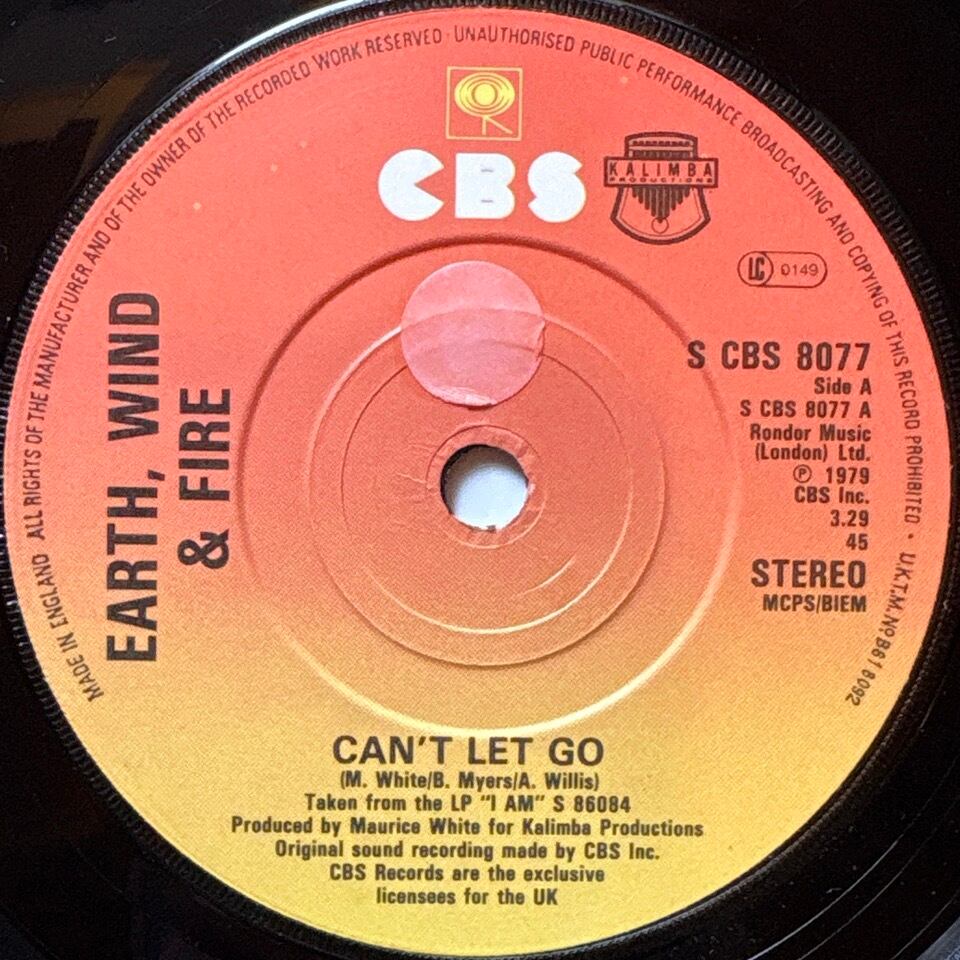 MADE IN ENGLAND ALL RIGHTS OF THE MANUFACTURER AND OF THE OWNER OF THE RECORDED WORK RESERVED · UNAUTHORISED PUBLIC PERFORMANCE BROADCASTING AND COPYING OF THIS RECORD PROHIBITED · U.K.T.M. Nº B618092
CBS
KALIMBA
PRODUCTIONS
LC 0149
EARTH, WIND
& FIRE
S CBS 8077
Side A
S CBS 8077 A
Rondor Music
(London) Ltd.
℗ 1979
CBS Inc.
3.29
45
STEREO
MCPS/BIEM
CAN'T LET GO
(M. White/B. Myers/A. Willis)
Taken from the LP "I AM" S 86084
Produced by Maurice White for Kalimba Productions
Original sound recording made by CBS Inc.
CBS Records are the exclusive
licensees for the UK